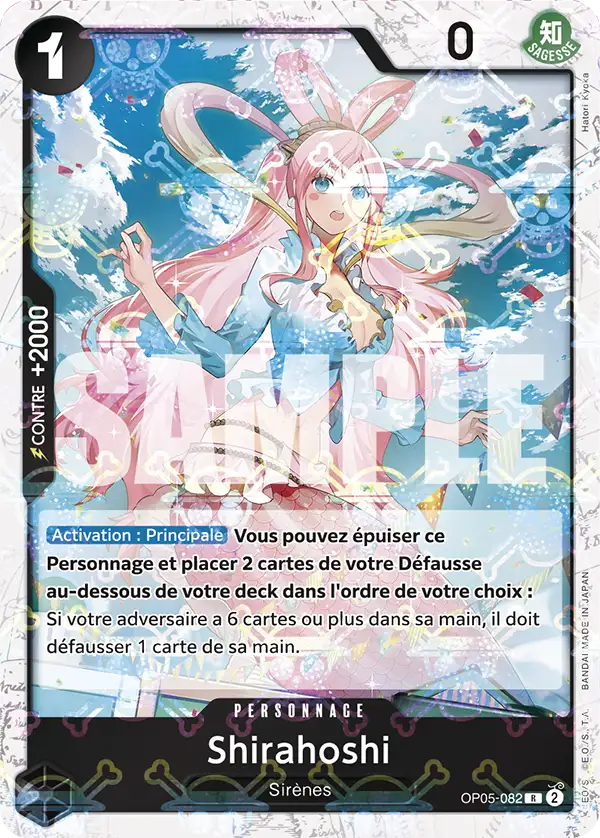 1
0
知
SAGESSE
Hatori Kyoka
CONTRE +2000
SAMPLE
Activation : Principale Vous pouvez épuiser ce
Personnage et placer 2 cartes de votre Défausse
au-dessous de votre deck dans l'ordre de votre choix :
Si votre adversaire a 6 cartes ou plus dans sa main, il doit
défausser 1 carte de sa main.
BANDAI MADE IN JAPAN
©E.O./S., T.A.
PERSONNAGE
Shirahoshi
Sirènes
OP05-082 R 2